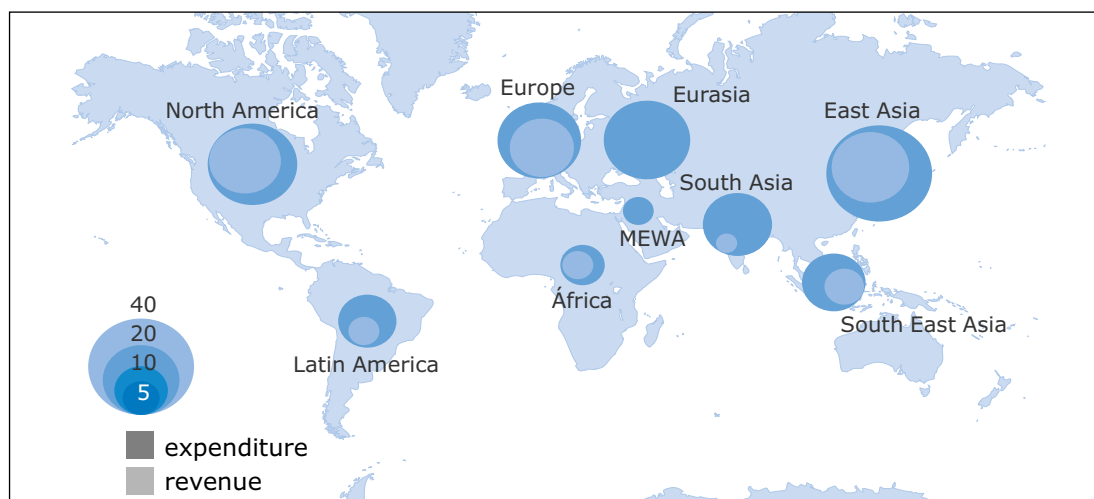 Europe
Eurasia
North America
East Asia
South Asia
MEWA
África
South East Asia
Latin America
40
20
10
5
expenditure
revenue